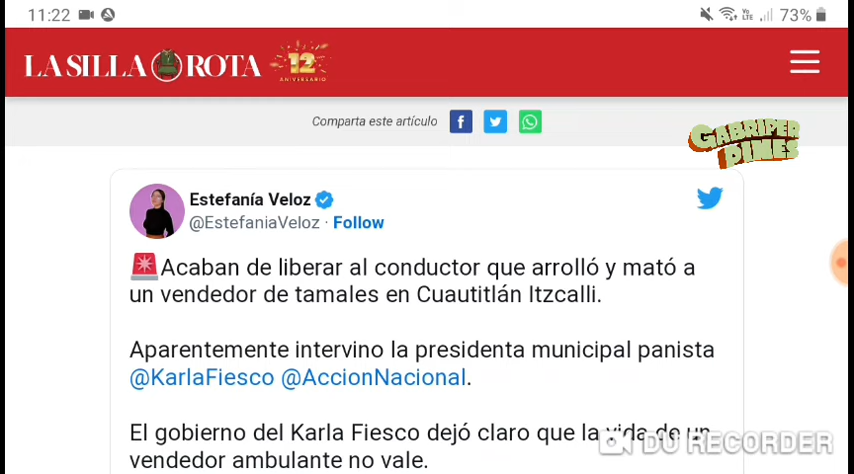 11:22
VoLTE 73%
LA SILLA ROTA 12
ANIVERSARIO
Comparta este artículo
GABRIPER
PINES
Estefanía Veloz
@EstefaniaVeloz · Follow
🚨Acaban de liberar al conductor que arrolló y mató a
un vendedor de tamales en Cuautitlán Itzcalli.
Aparentemente intervino la presidenta municipal panista
@KarlaFiesco @AccionNacional.
El gobierno del Karla Fiesco dejó claro que la vida de un
DU RECORDER
vendedor ambulante no vale.